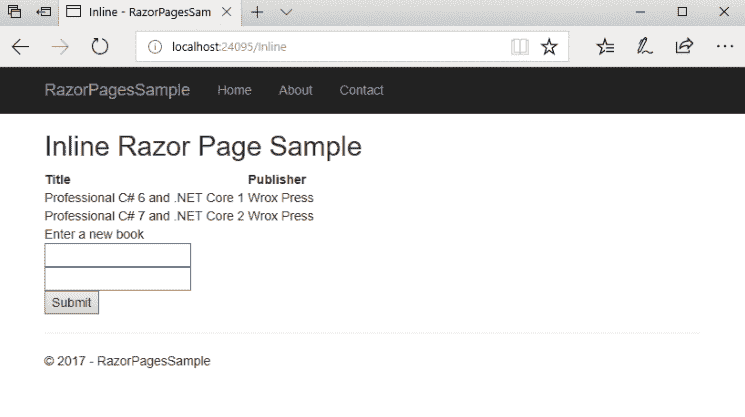 Inline - RazorPagesSam
localhost:24095/Inline
RazorPagesSample Home About Contact
Inline Razor Page Sample
Title Publisher
Professional C# 6 and .NET Core 1 Wrox Press
Professional C# 7 and .NET Core 2 Wrox Press
Enter a new book
Submit
© 2017 - RazorPagesSample